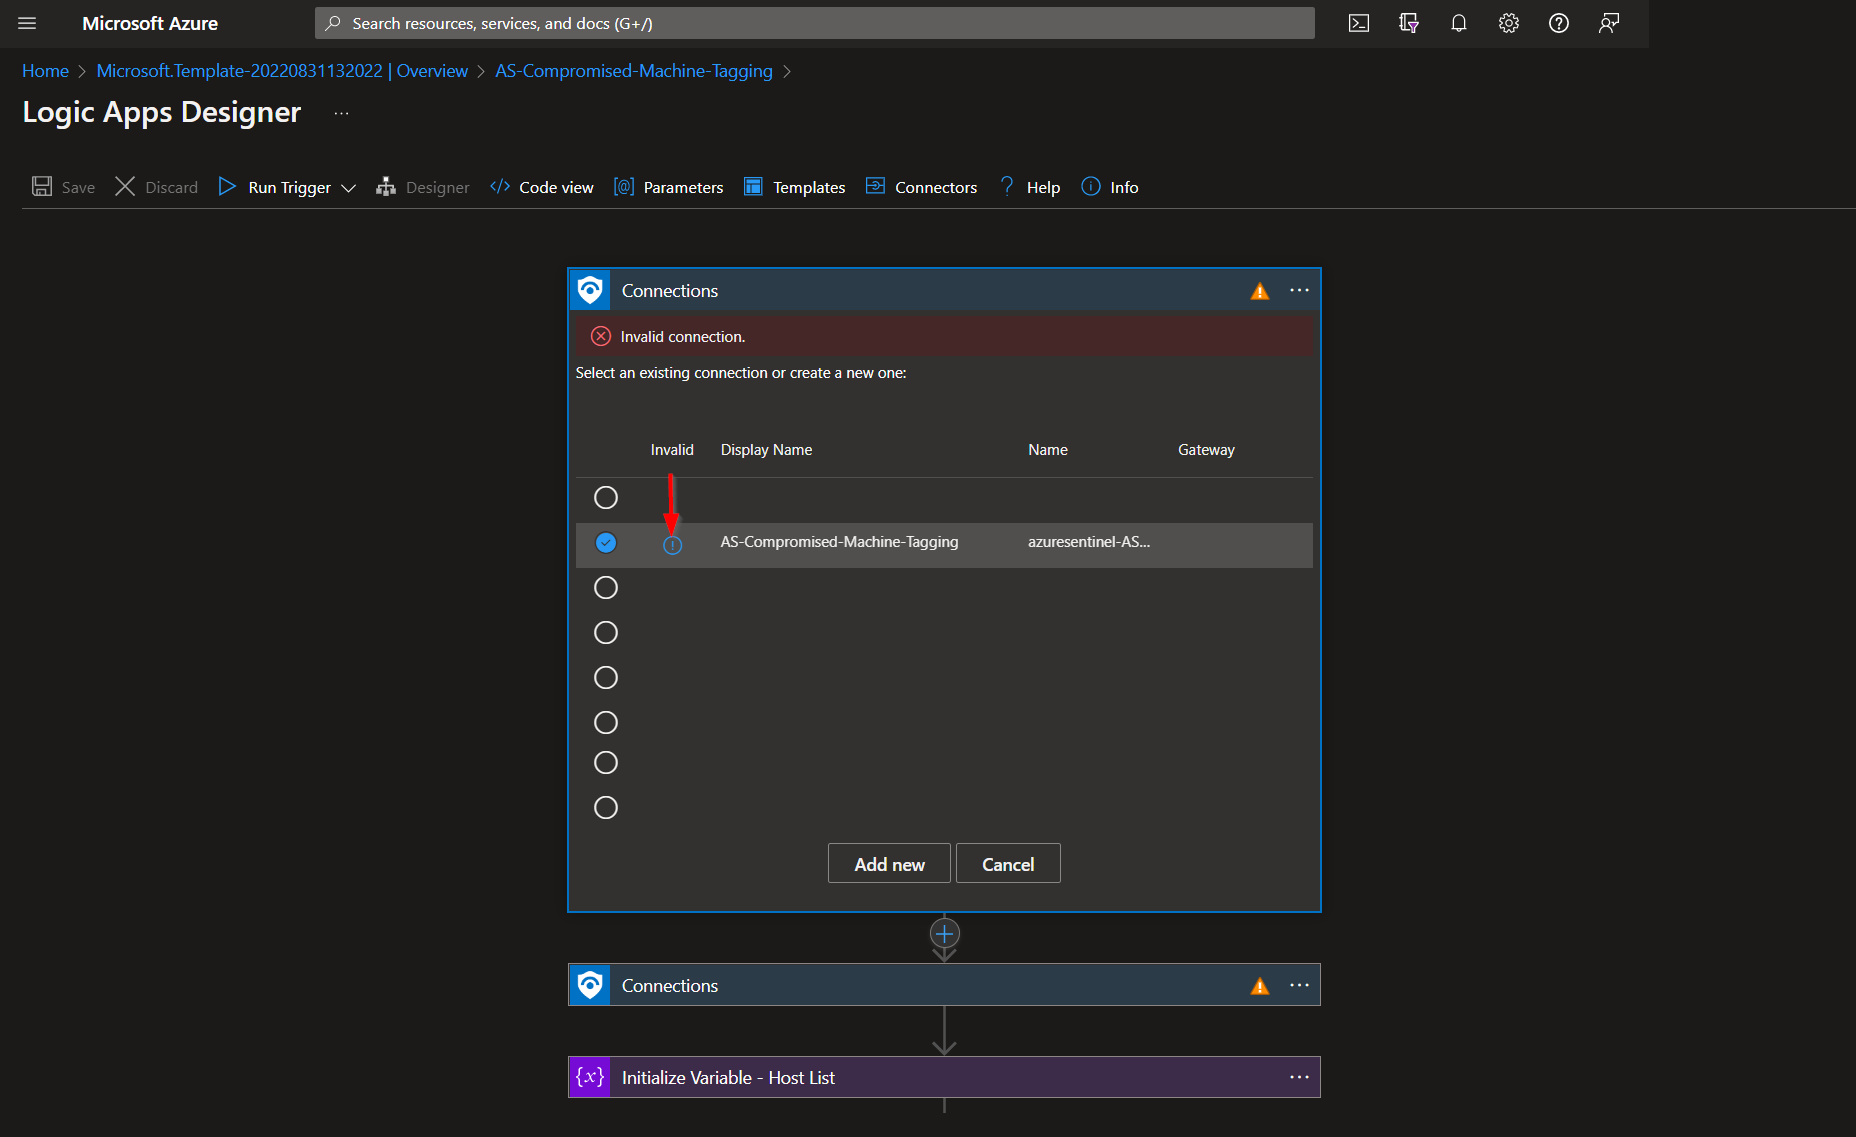 Microsoft Azure
Search resources, services, and docs (G+/)
Home > Microsoft.Template-20220831132022 | Overview > AS-Compromised-Machine-Tagging >
Logic Apps Designer ...
Save Discard Run Trigger Designer Code view Parameters Templates Connectors Help Info
Connections
Invalid connection.
Select an existing connection or create a new one:
Invalid Display Name Name Gateway
AS-Compromised-Machine-Tagging azuresentinel-AS...
Add new Cancel
Connections
{x} Initialize Variable - Host List